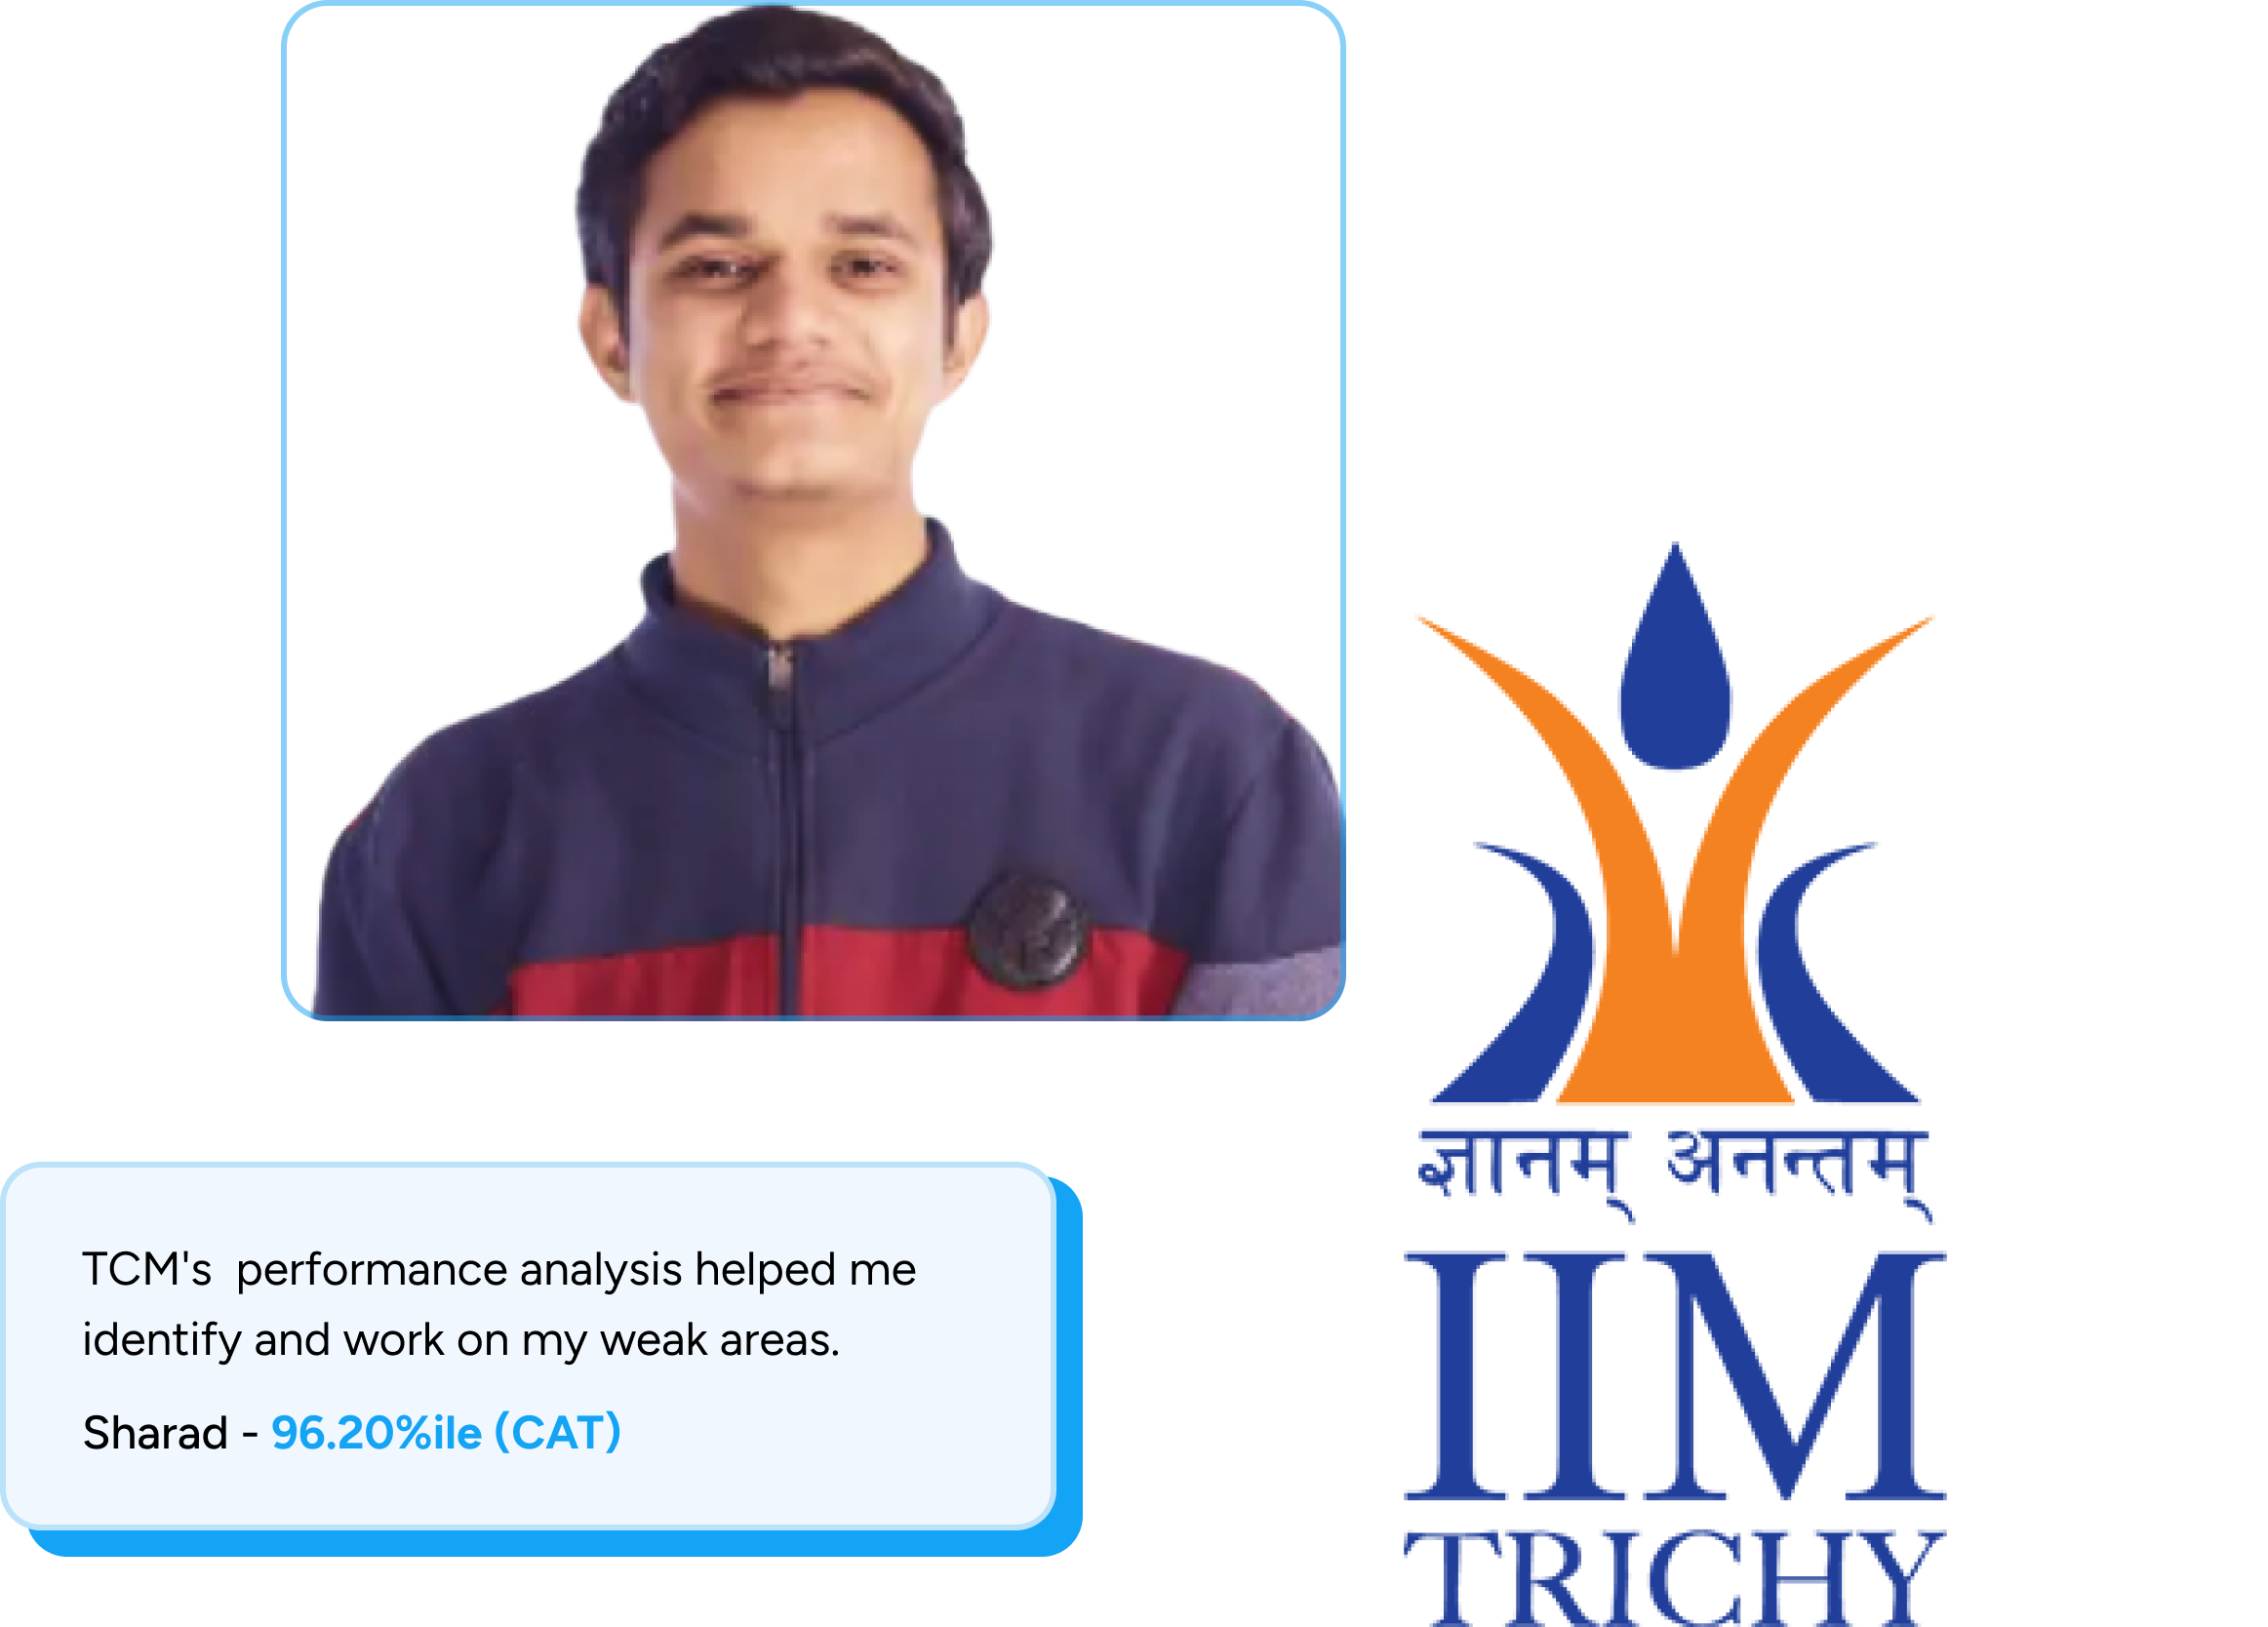 ज्ञानम् अनन्तम्
IIM
TRICHY
TCM's  performance analysis helped me
identify and work on my weak areas.
Sharad - 96.20%ile (CAT)